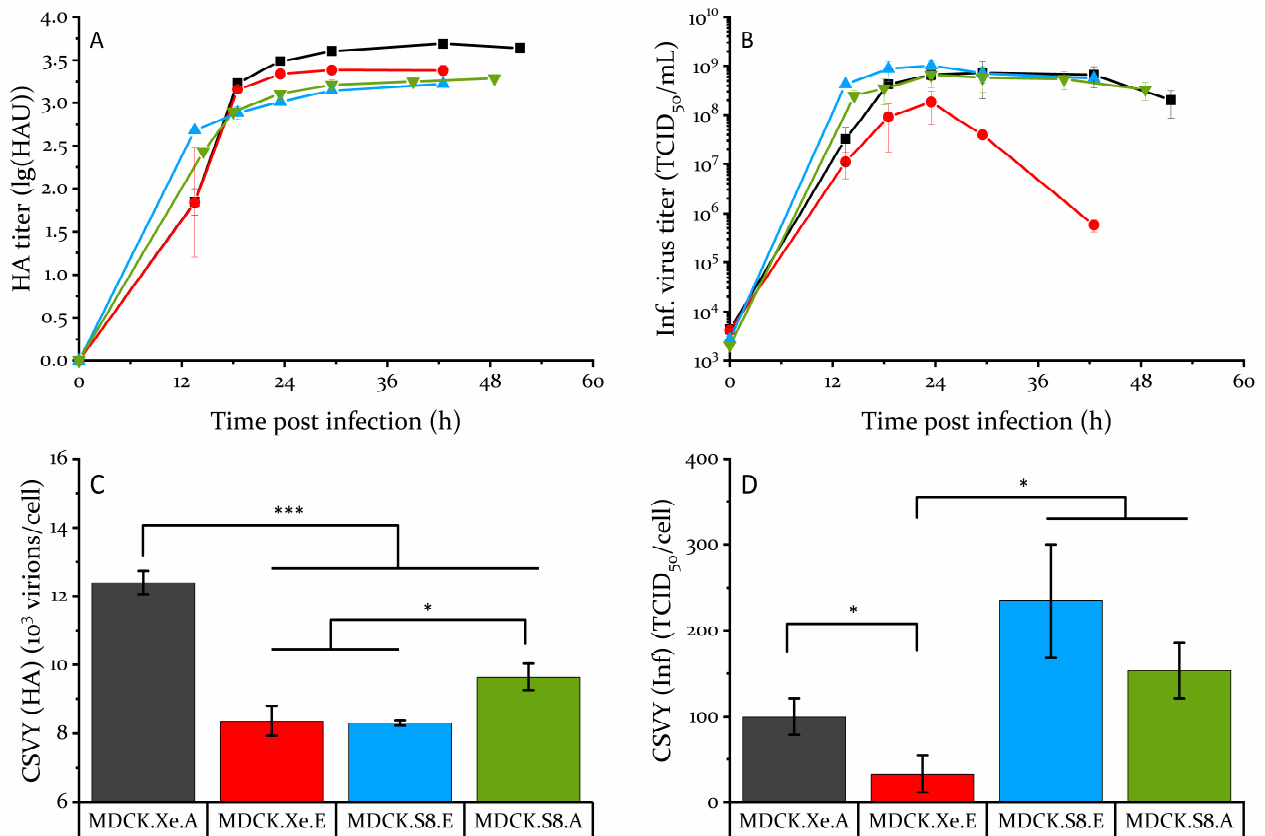 A
HA titer (lg(HAU))
4.0
3.5
3.0
2.5
2.0
1.5
1.0
0.5
0.0
0 12 24 36 48 60
Time post infection (h)
B
Inf. virus titer (TCID₅₀/mL)
10¹⁰
10⁹
10⁸
10⁷
10⁶
10⁵
10⁴
10³
0 12 24 36 48 60
Time post infection (h)
C
CSVY (HA) (10³ virions/cell)
16
14
12
10
8
6
***
*
MDCK.Xe.A MDCK.Xe.E MDCK.S8.E MDCK.S8.A
D
CSVY (Inf) (TCID₅₀/cell)
400
300
200
100
0
*
*
MDCK.Xe.A MDCK.Xe.E MDCK.S8.E MDCK.S8.A